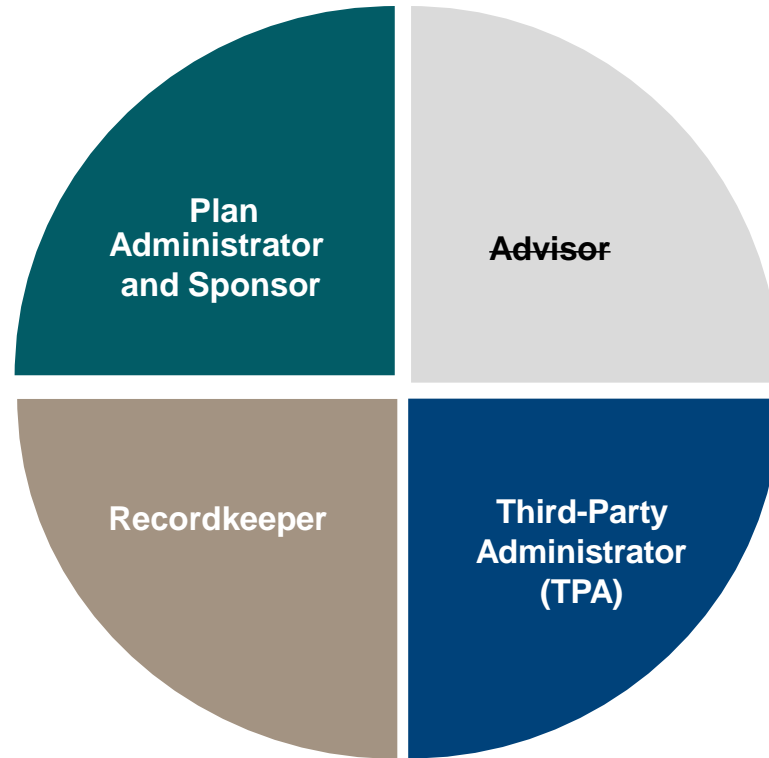 Plan
Administrator
and Sponsor
Advisor
Recordkeeper
Third-Party
Administrator
(TPA)